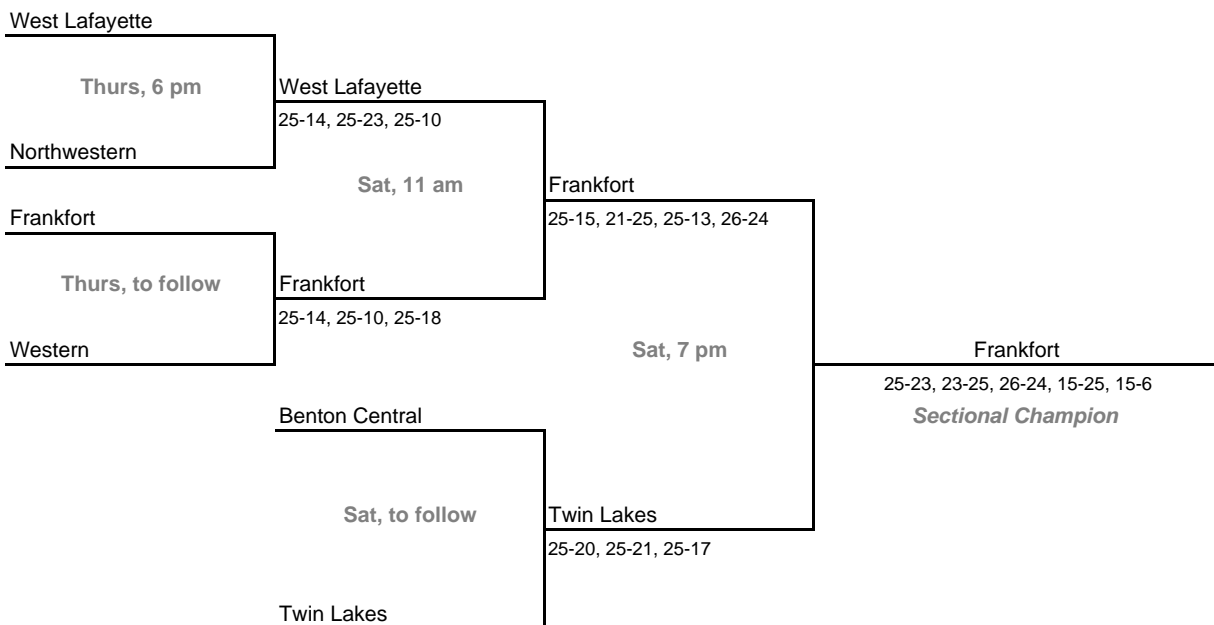 West Lafayette
Thurs, 6 pm
West Lafayette
25-14, 25-23, 25-10
Northwestern
Sat, 11 am
Frankfort
25-15, 21-25, 25-13, 26-24
Frankfort
Thurs, to follow
Frankfort
25-14, 25-10, 25-18
Western
Sat, 7 pm
Frankfort
25-23, 23-25, 26-24, 15-25, 15-6
Sectional Champion
Benton Central
Sat, to follow
Twin Lakes
25-20, 25-21, 25-17
Twin Lakes